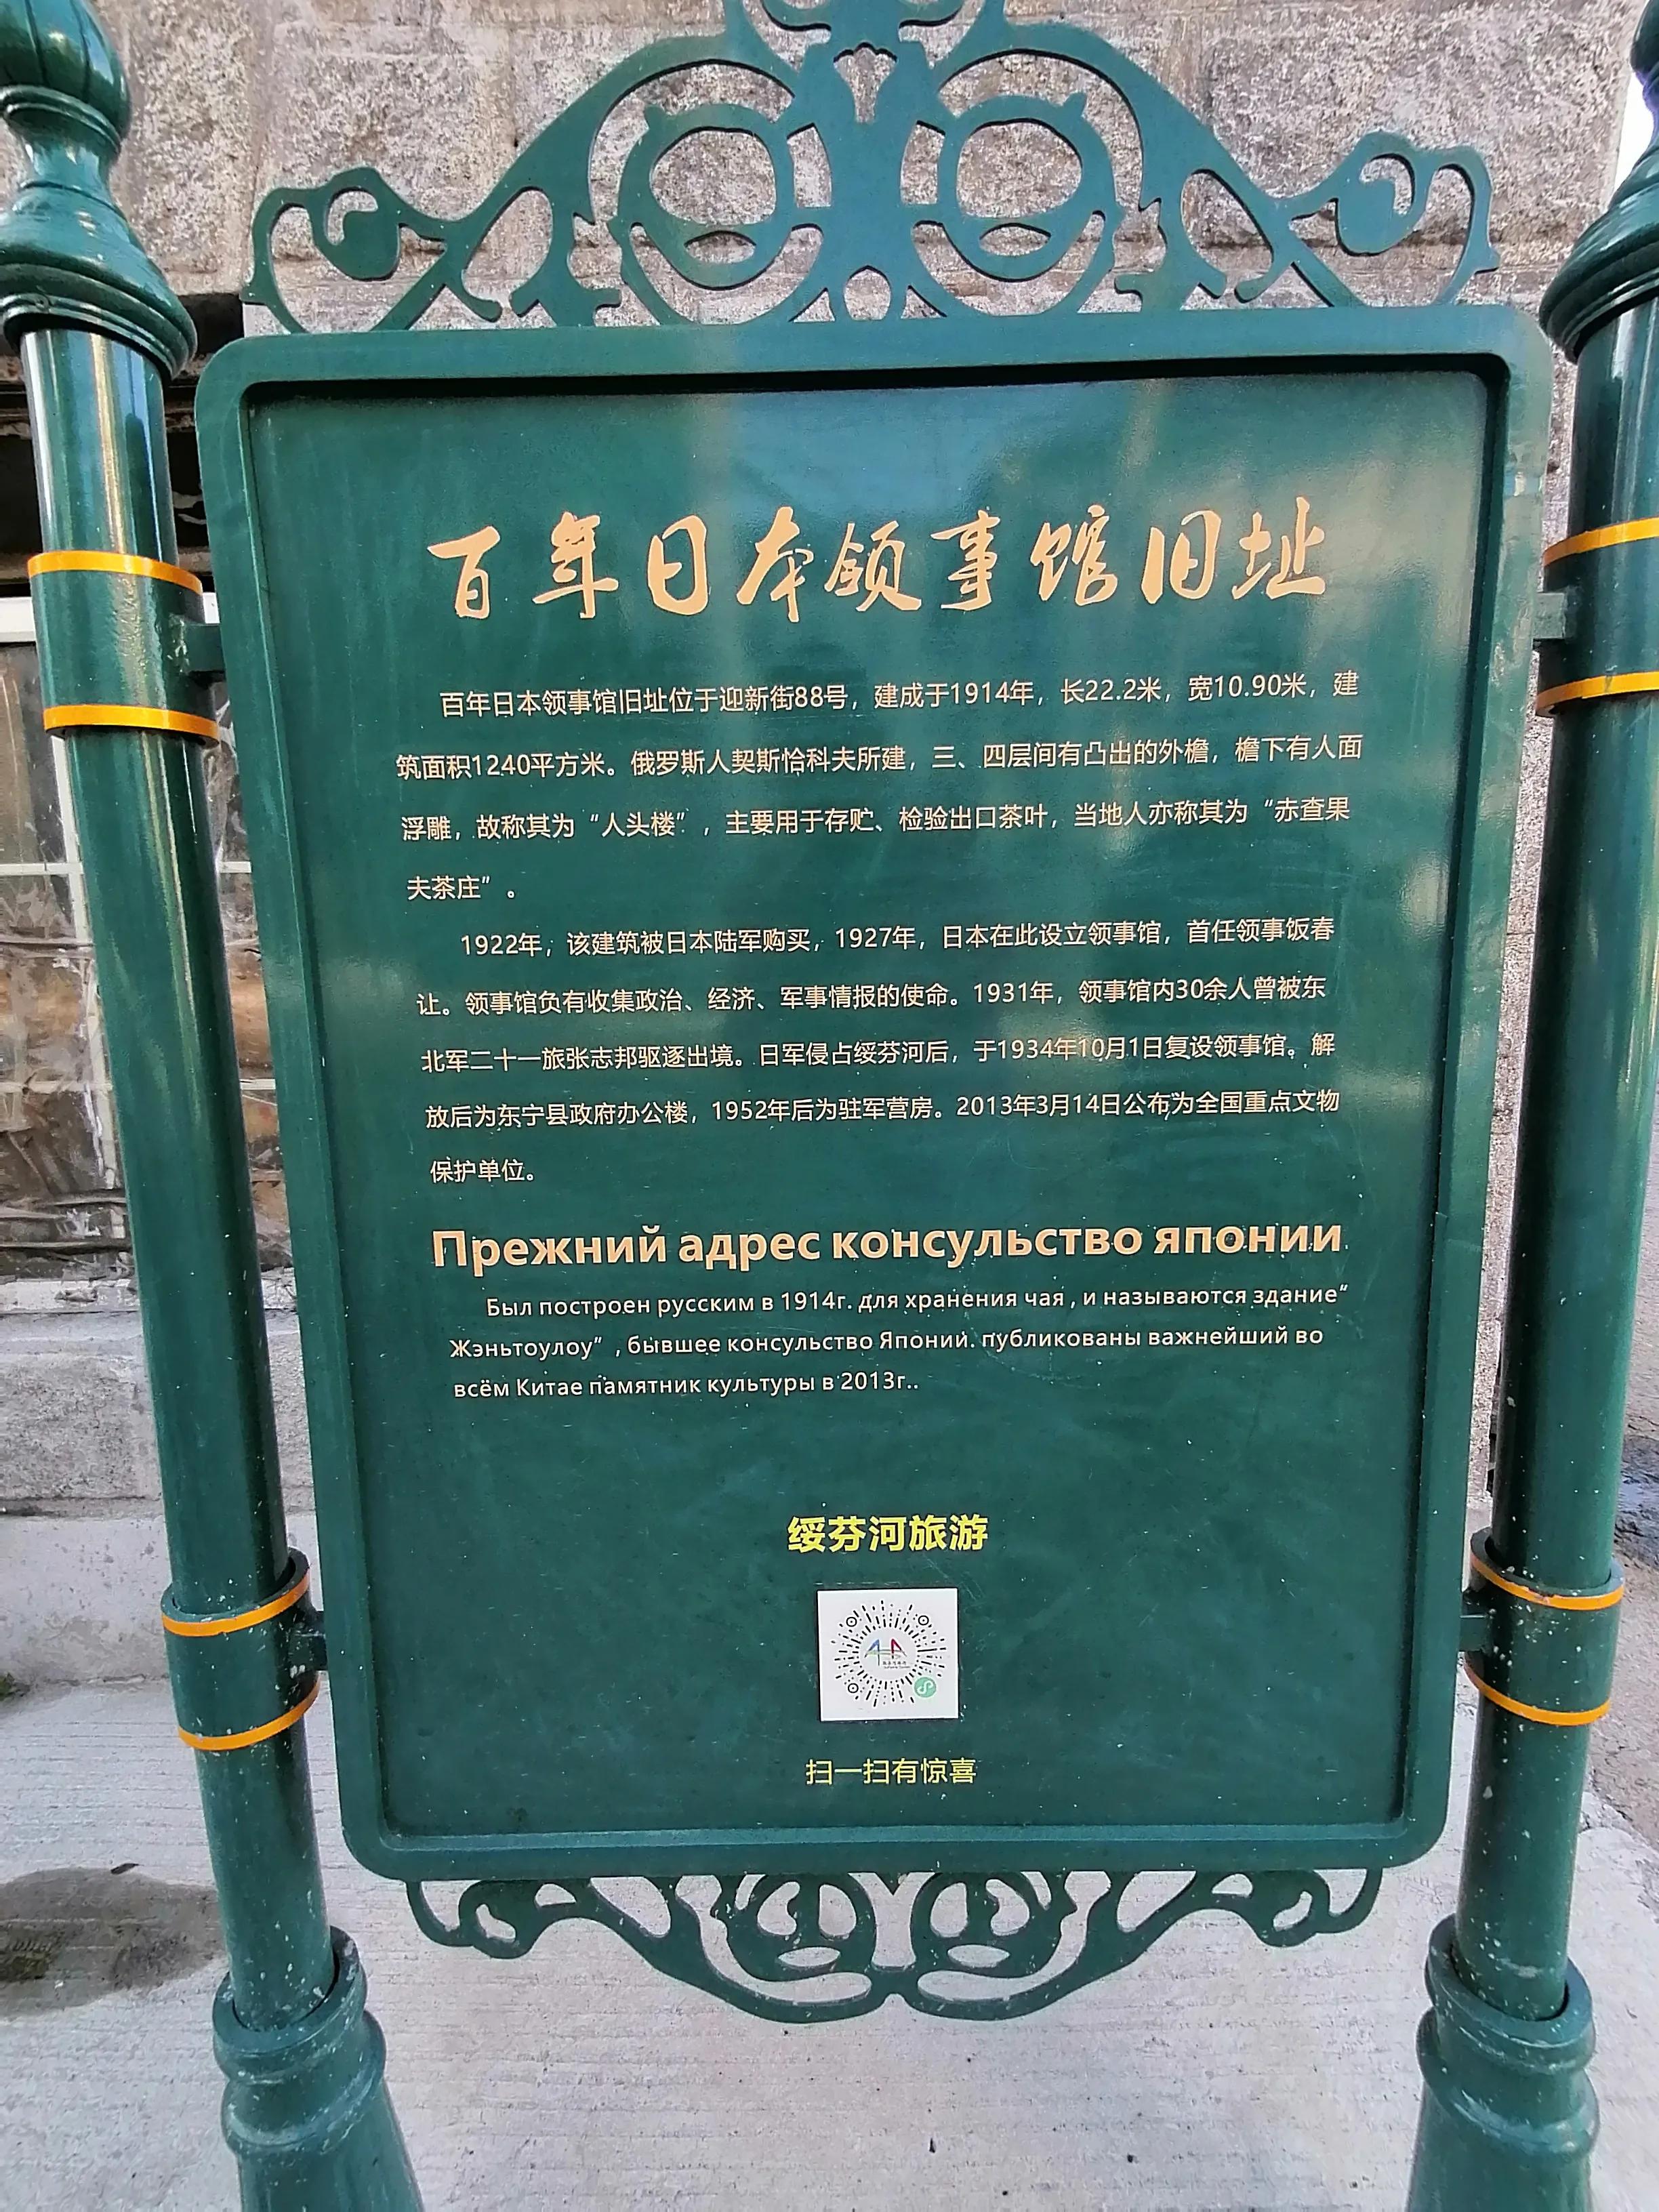 百年日本领事馆旧址
百年日本领事馆旧址位于迎新街88号，建成于1914年，长22.2米，宽10.90米，建
筑面积1240平方米。俄罗斯人契斯恰科夫所建，三、四层间有凸出的外檐，檐下有人面
浮雕，故称其为“人头楼”，主要用于存贮、检验出口茶叶，当地人亦称其为“赤查果
夫茶庄”。
1922年，该建筑被日本陆军购买，1927年，日本在此设立领事馆，首任领事饭春
让。领事馆负有收集政治、经济、军事情报的使命。1931年，领事馆内30余人曾被东
北军二十一旅张志邦驱逐出境。日军侵占绥芬河后，于1934年10月1日复设领事馆。解
放后为东宁县政府办公楼，1952年后为驻军营房。2013年3月14日公布为全国重点文物
保护单位。
Прежний адрес консульство японии
Был построен русским в 1914г. для хранения чая , и называются здание“
Жэньтоулоу” , бывшее консульство Японий. публикованы важнейший во
всём Китае памятник культуры в 2013г..
绥芬河旅游
扫一扫有惊喜